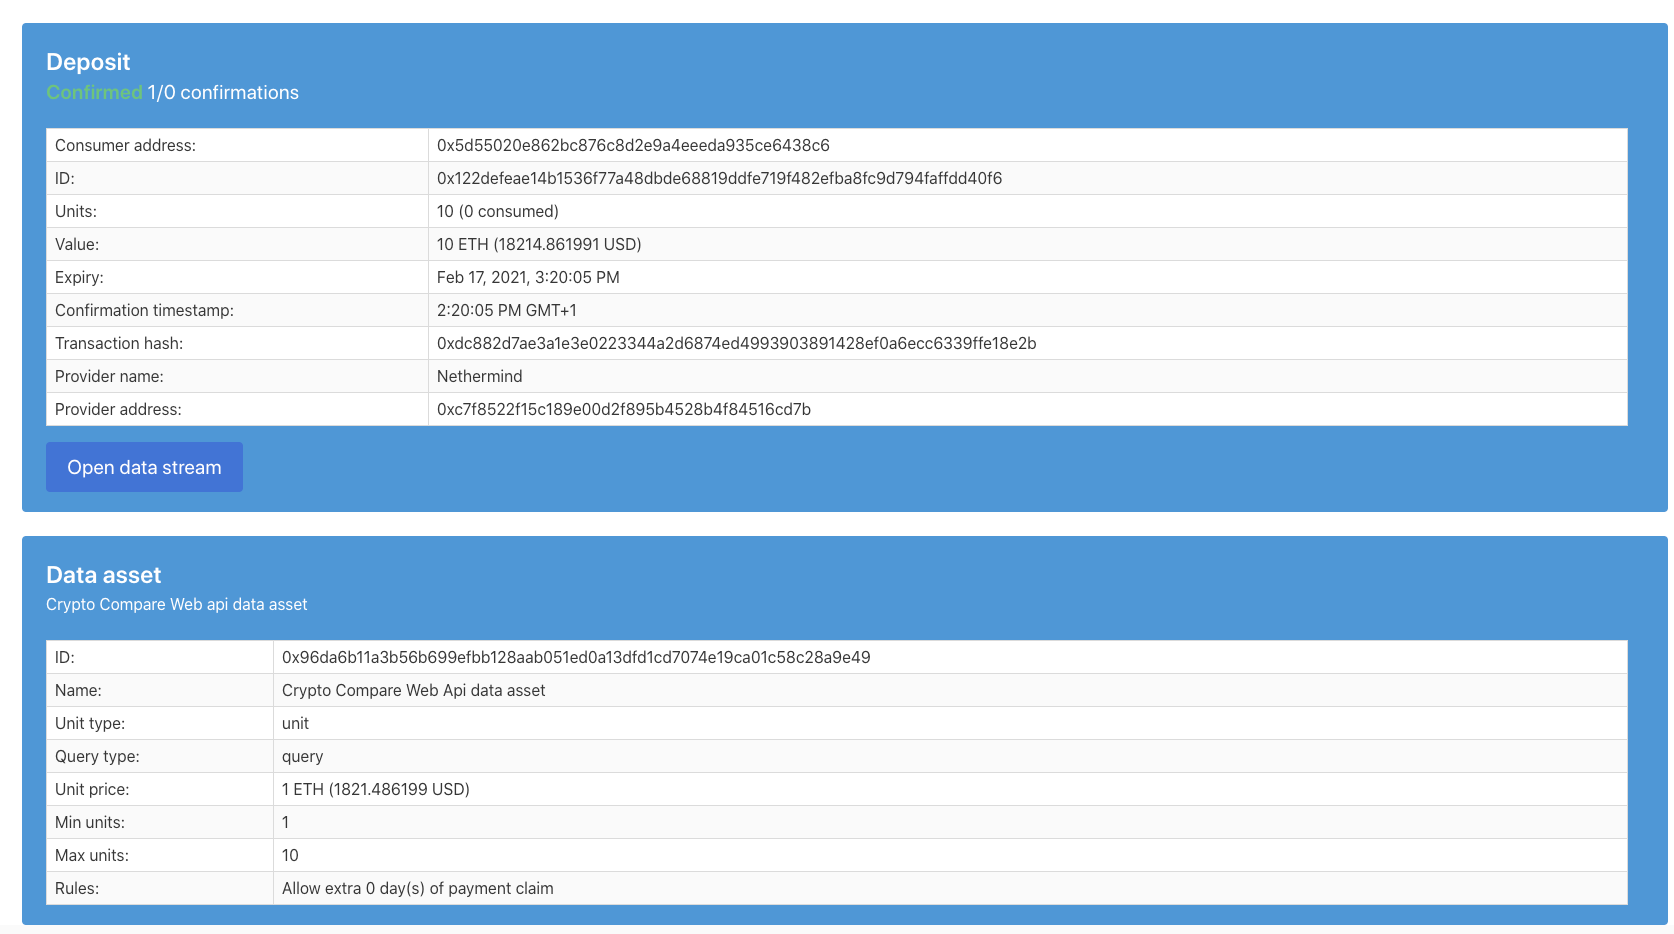 Deposit
Confirmed 1/0 confirmations
Consumer address: 0x5d55020e862bc876c8d2e9a4eeeda935ce6438c6
ID: 0x122defeae14b1536f77a48dbde68819ddfe719f482efba8fc9d794faffdd40f6
Units: 10 (0 consumed)
Value: 10 ETH (18214.861991 USD)
Expiry: Feb 17, 2021, 3:20:05 PM
Confirmation timestamp: 2:20:05 PM GMT+1
Transaction hash: 0xdc882d7ae3a1e3e0223344a2d6874ed4993903891428ef0a6ecc6339ffe18e2b
Provider name: Nethermind
Provider address: 0xc7f8522f15c189e00d2f895b4528b4f84516cd7b
Open data stream
Data asset
Crypto Compare Web api data asset
ID: 0x96da6b11a3b56b699efbb128aab051ed0a13dfd1cd7074e19ca01c58c28a9e49
Name: Crypto Compare Web Api data asset
Unit type: unit
Query type: query
Unit price: 1 ETH (1821.486199 USD)
Min units: 1
Max units: 10
Rules: Allow extra 0 day(s) of payment claim